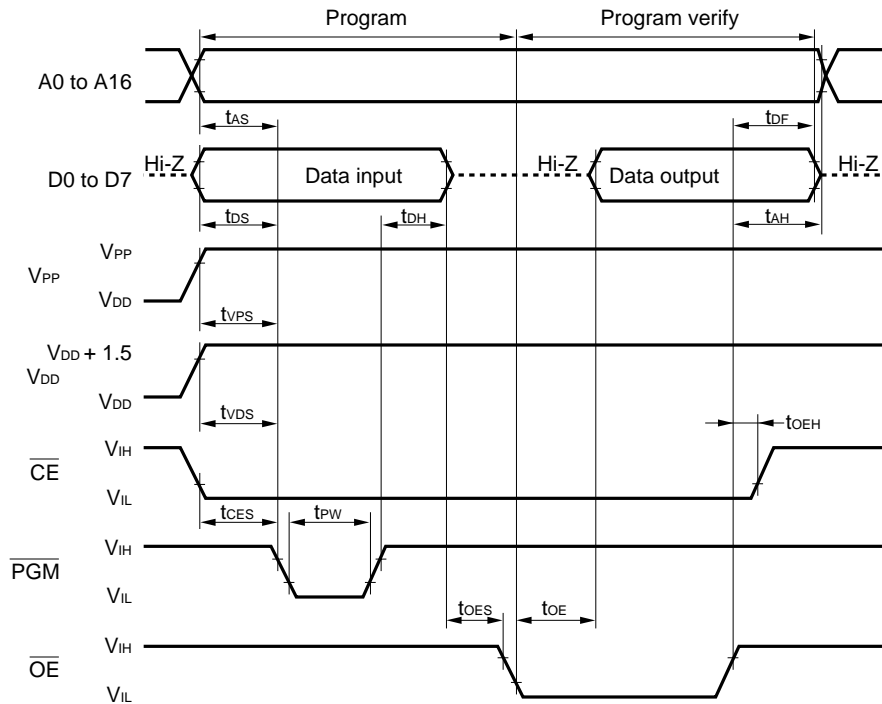 Program
Program verify
A0 to A16
tAS
tDF
Hi-Z
Data input
Hi-Z
Data output
Hi-Z
D0 to D7
tDS
tDH
tAH
VPP
VPP
VDD
tVPS
VDD + 1.5
VDD
VDD
tVDS
tOEH
CE
VIH
VIL
tCES
tPW
PGM
VIH
VIL
tOES
tOE
OE
VIH
VIL